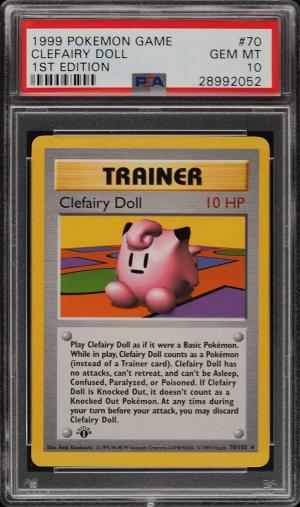 1999 POKEMON GAME #70
CLEFAIRY DOLL GEM MT
1ST EDITION 10
PSA 28992052
TRAINER
Clefairy Doll 10 HP
Play Clefairy Doll as if it were a Basic Pokémon.
While in play, Clefairy Doll counts as a Pokémon
(instead of a Trainer card). Clefairy Doll has
no attacks, can't retreat, and can't be Asleep,
Confused, Paralyzed, or Poisoned. If Clefairy
Doll is Knocked Out, it doesn't count as a
Knocked Out Pokémon. At any time during
your turn before your attack, you may discard
Clefairy Doll.
1
70/102 ★